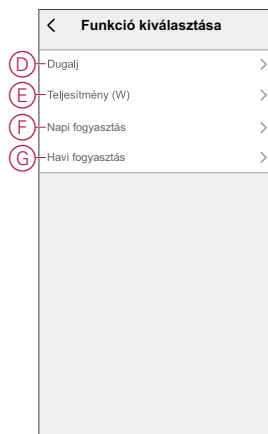 Funkció kiválasztása
D Dugalj
E Teljesítmény (W)
F Napi fogyasztás
G Havi fogyasztás